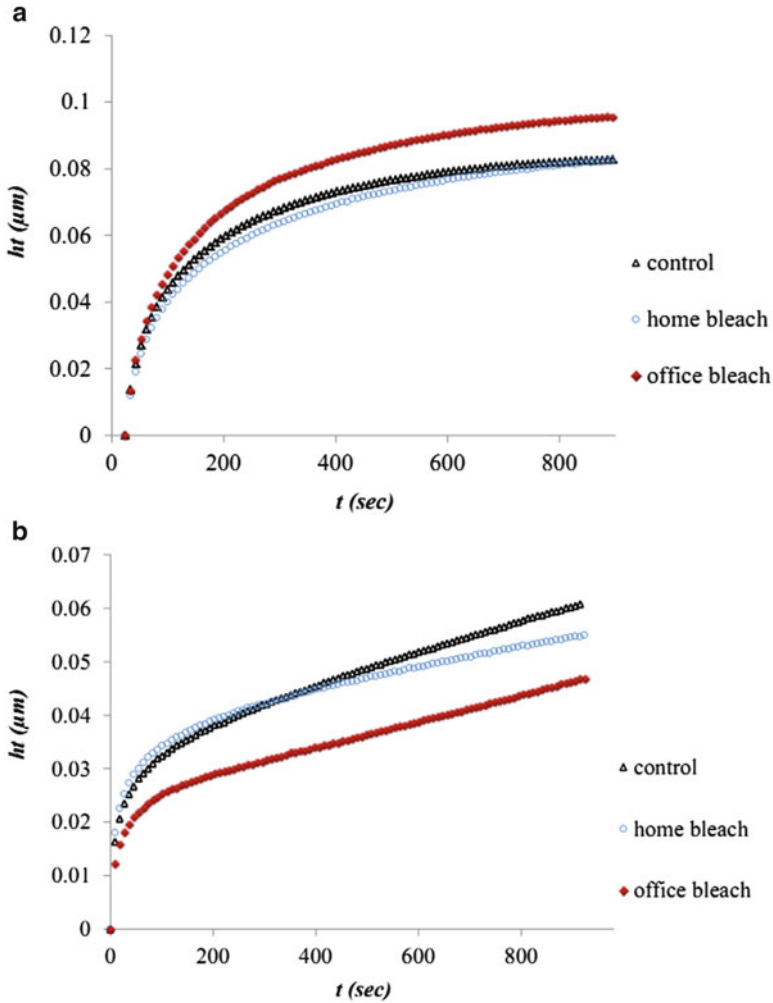 a
0.12
0.1
0.08
0.06
0.04
0.02
0
ht (μm)
0 200 400 600 800
t (sec)
control
home bleach
office bleach
b
0.07
0.06
0.05
0.04
0.03
0.02
0.01
0
ht (μm)
0 200 400 600 800
t (sec)
control
home bleach
office bleach